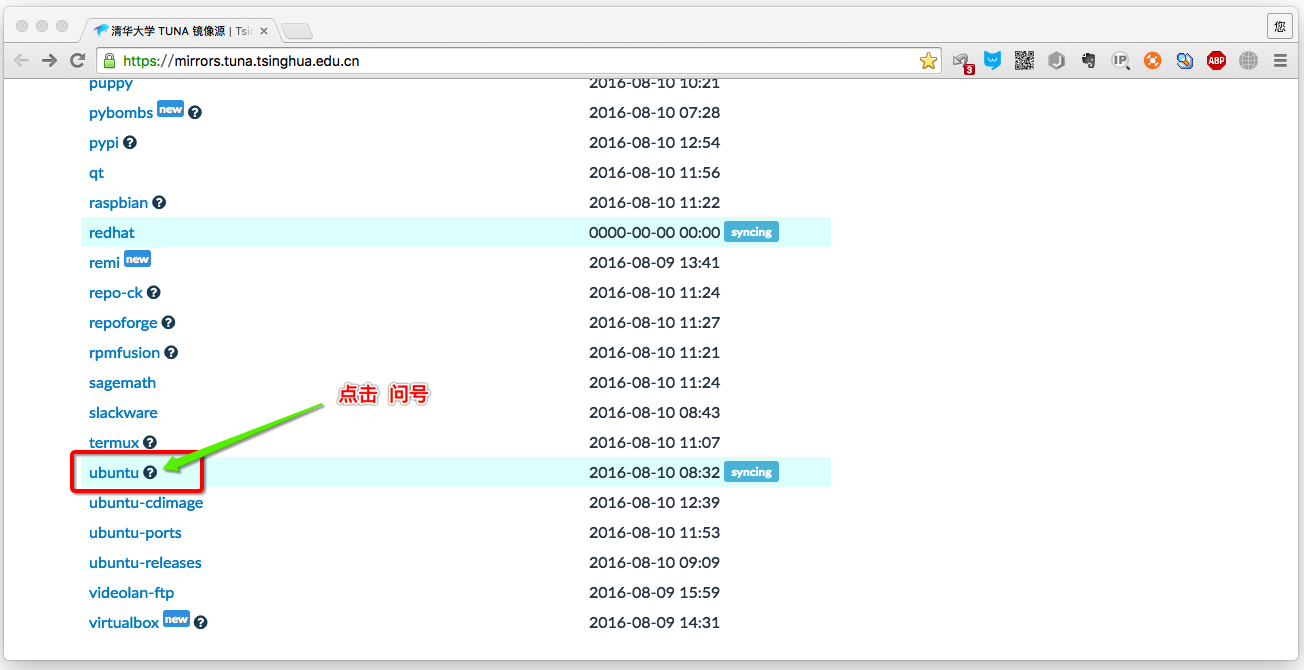 清华大学 TUNA 镜像源 | Tsin
您
https://mirrors.tuna.tsinghua.edu.cn
3
IP
ABP
puppy 2016-08-10 10:21
pybombs new ? 2016-08-10 07:28
pypi ? 2016-08-10 12:54
qt 2016-08-10 11:56
raspbian ? 2016-08-10 11:22
redhat 0000-00-00 00:00 syncing
remi new 2016-08-09 13:41
repo-ck ? 2016-08-10 11:24
repoforge ? 2016-08-10 11:27
rpmfusion ? 2016-08-10 11:21
sagemath 2016-08-10 11:24
点击 问号
slackware 2016-08-10 08:43
termux ? 2016-08-10 11:07
ubuntu ? 2016-08-10 08:32 syncing
ubuntu-cdimage 2016-08-10 12:39
ubuntu-ports 2016-08-10 11:53
ubuntu-releases 2016-08-10 09:09
videolan-ftp 2016-08-09 15:59
virtualbox new ? 2016-08-09 14:31